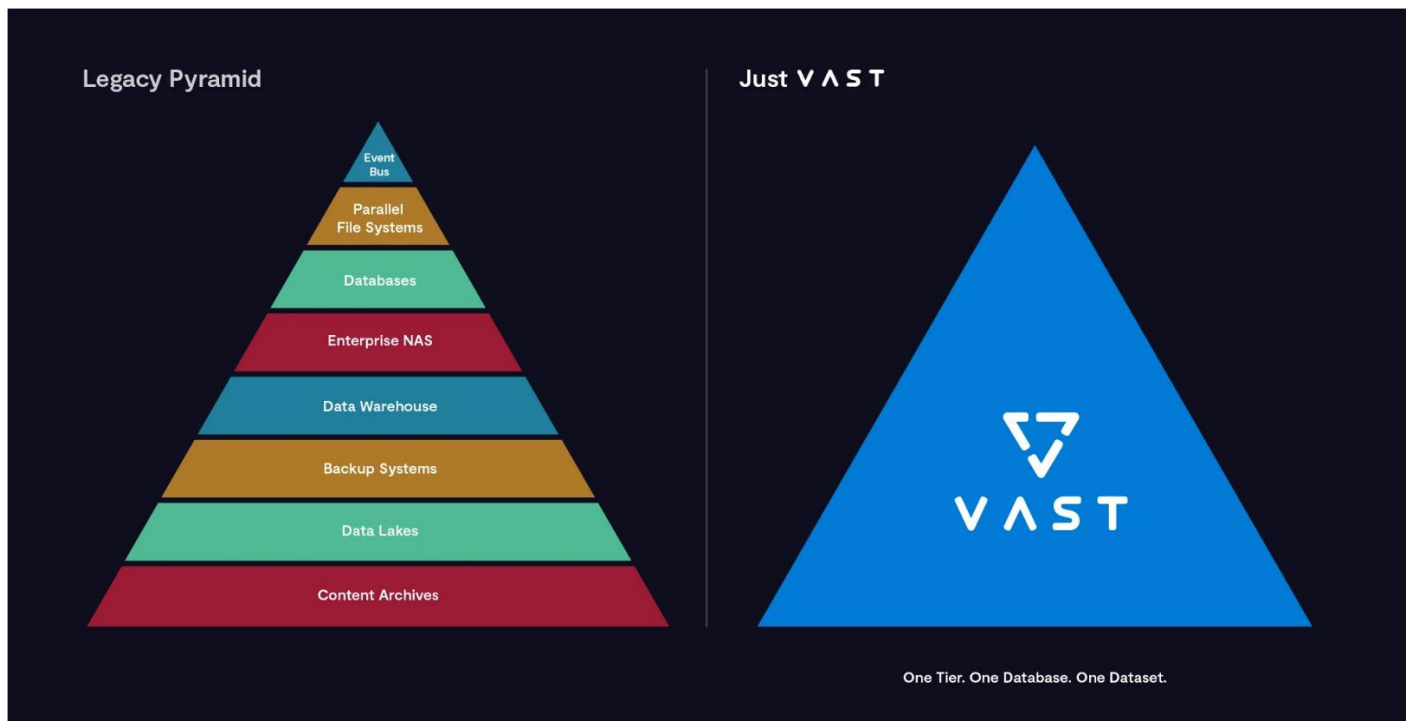 Legacy Pyramid
Event
Bus
Parallel
File Systems
Databases
Enterprise NAS
Data Warehouse
Backup Systems
Data Lakes
Content Archives
Just VAST
VAST
One Tier. One Database. One Dataset.